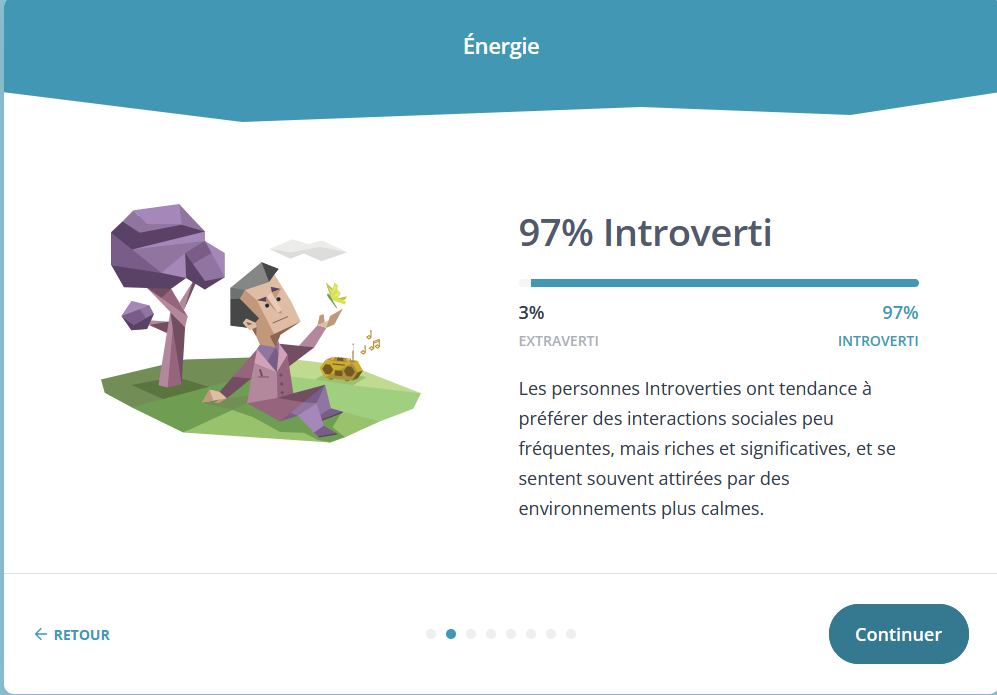 Énergie
97% Introverti
3%
97%
EXTRAVERTI
INTROVERTI
Les personnes Introverties ont tendance à
préférer des interactions sociales peu
fréquentes, mais riches et significatives, et se
sentent souvent attirées par des
environnements plus calmes.
← RETOUR
Continuer